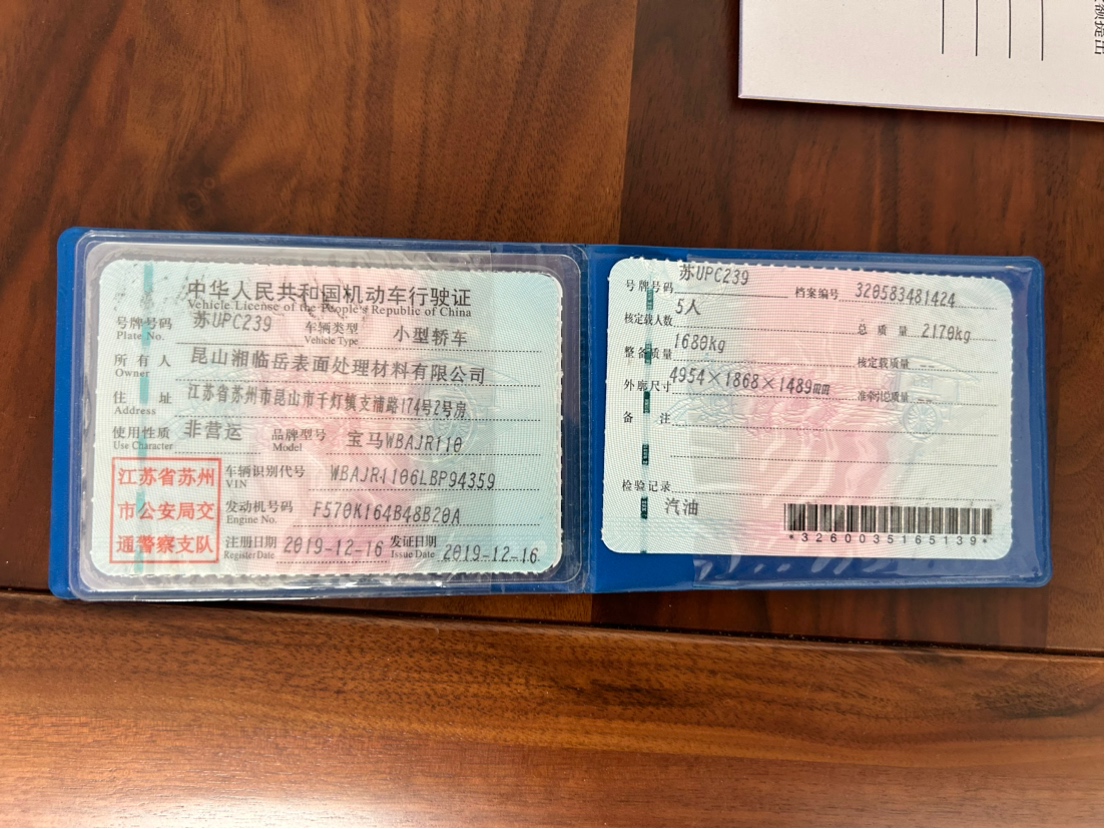 中华人民共和国机动车行驶证
Vehicle License of the People's Republic of China
号牌号码 苏UPC239 车辆类型 小型轿车
Plate No. Vehicle Type
所有人 昆山湘临岳表面处理材料有限公司
Owner
住址 江苏省苏州市昆山市千灯镇支浦路174号2号房
Address
使用性质 非营运 品牌型号 宝马WBAJR110
Use Character Model
江苏省苏州
市公安局交
通警察支队
车辆识别代号 WBAJR1106LBP94359
VIN
发动机号码 F570K164B48B20A
Engine No.
注册日期 2019-12-16 发证日期 2019-12-16
Register Date Issue Date
号牌号码 苏UPC239 档案编号 320583481424
核定载人数 5人 总质量 2170kg
整备质量 1680kg 核定载质量 --
外廓尺寸 4954×1868×1489 准牵引总质量 --
备注
检验记录
汽油
*3260035165139*